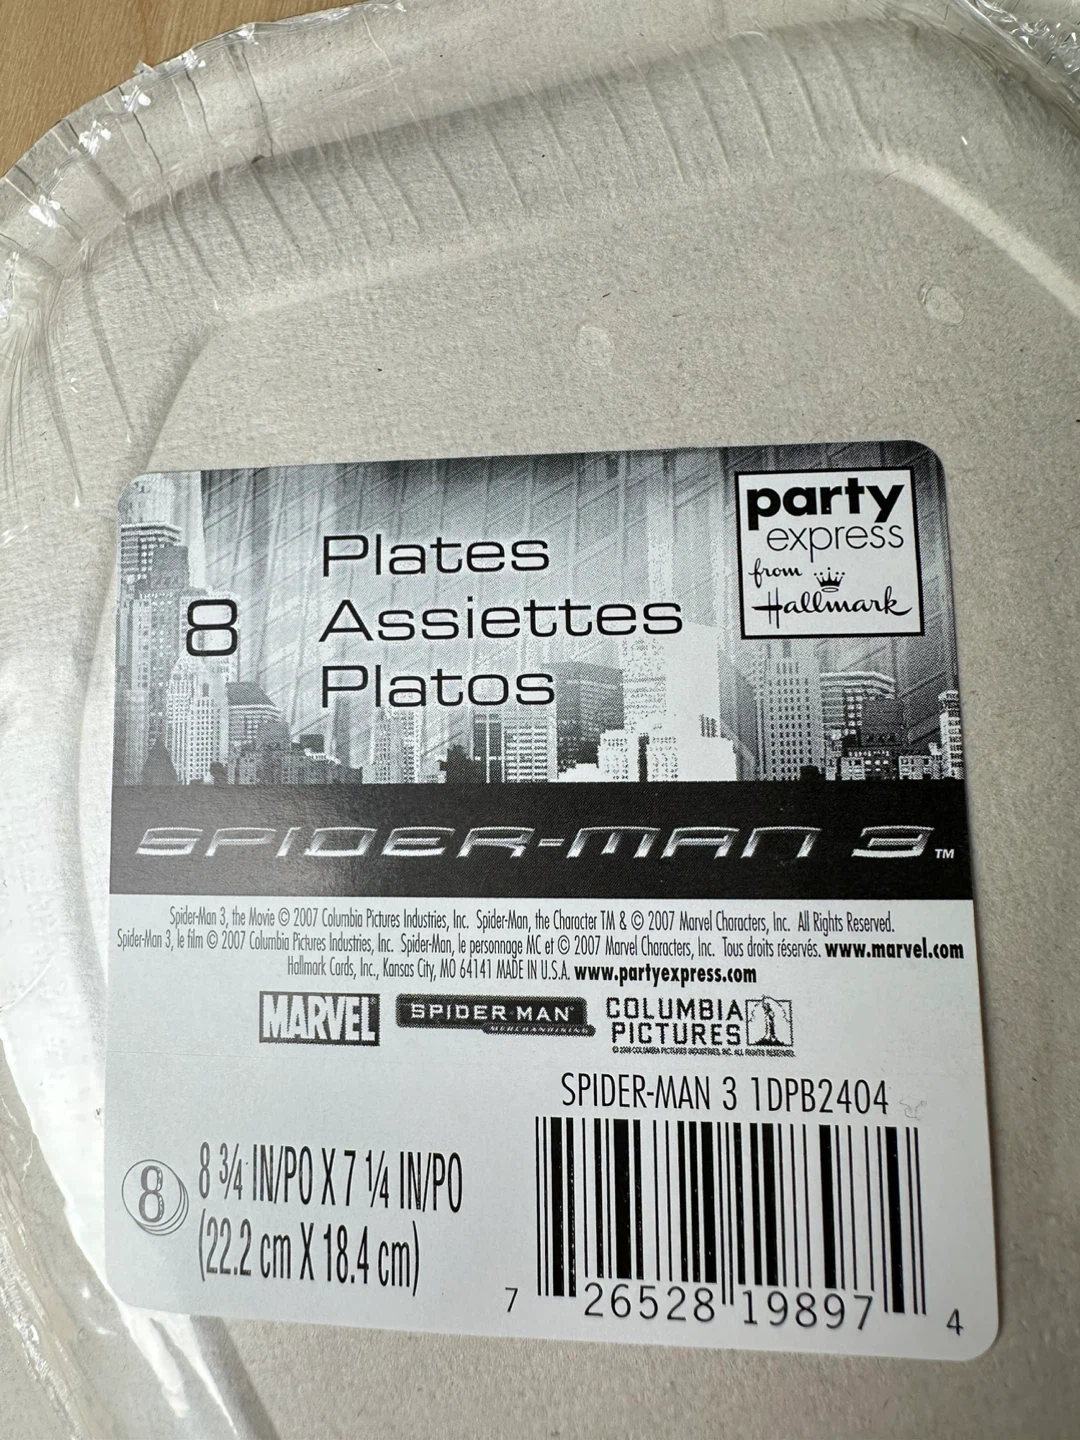 party
express
from
Hallmark
8
Plates
Assiettes
Platos
SPIDER-MAN 3™
Spider-Man 3, the Movie © 2007 Columbia Pictures Industries, Inc. Spider-Man, the Character TM & © 2007 Marvel Characters, Inc. All Rights Reserved.
Spider-Man 3, le film © 2007 Columbia Pictures Industries, Inc. Spider-Man, le personnage MC et © 2007 Marvel Characters, Inc. Tous droits réservés. www.marvel.com
Hallmark Cards, Inc., Kansas City, MO 64141 MADE IN U.S.A. www.partyexpress.com
MARVEL
SPIDER-MAN
MERCHANDISING
COLUMBIA
PICTURES
SPIDER-MAN 3 1DPB2404
8
8 3/4 IN/PO X 7 1/4 IN/PO
(22.2 cm X 18.4 cm)
7 26528 19897 4